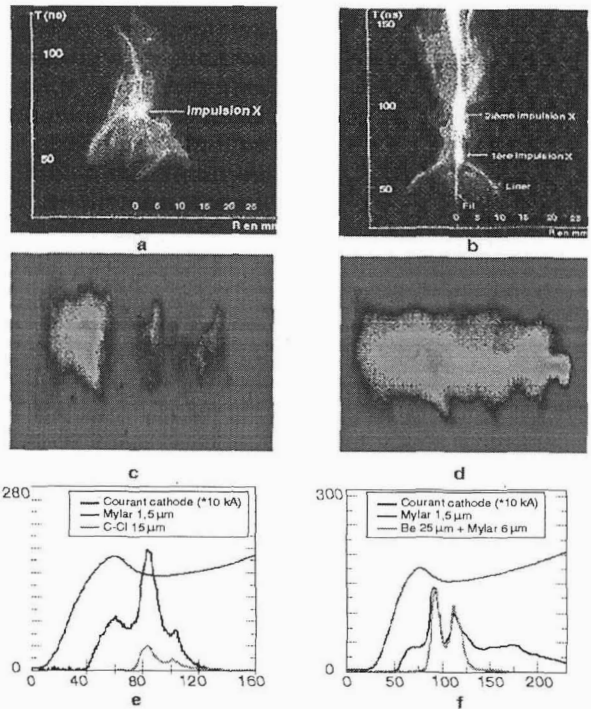 T (ns)
100
50
Impulsion X
0 5 10 15 20 25
R en mm
a
T (ns)
150
100
50
2ième Impulsion X
1ère Impulsion X
Liner
Fil
0 5 10 15 20 25
R en mm
b
c
d
280
Courant cathode (*10 kA)
Mylar 1,5 µm
C-Cl 15 µm
0
0 40 80 120 160
e
300
Courant cathode (*10 kA)
Mylar 1,5 µm
Be 25 µm + Mylar 6 µm
0
0 50 100 150 200
f